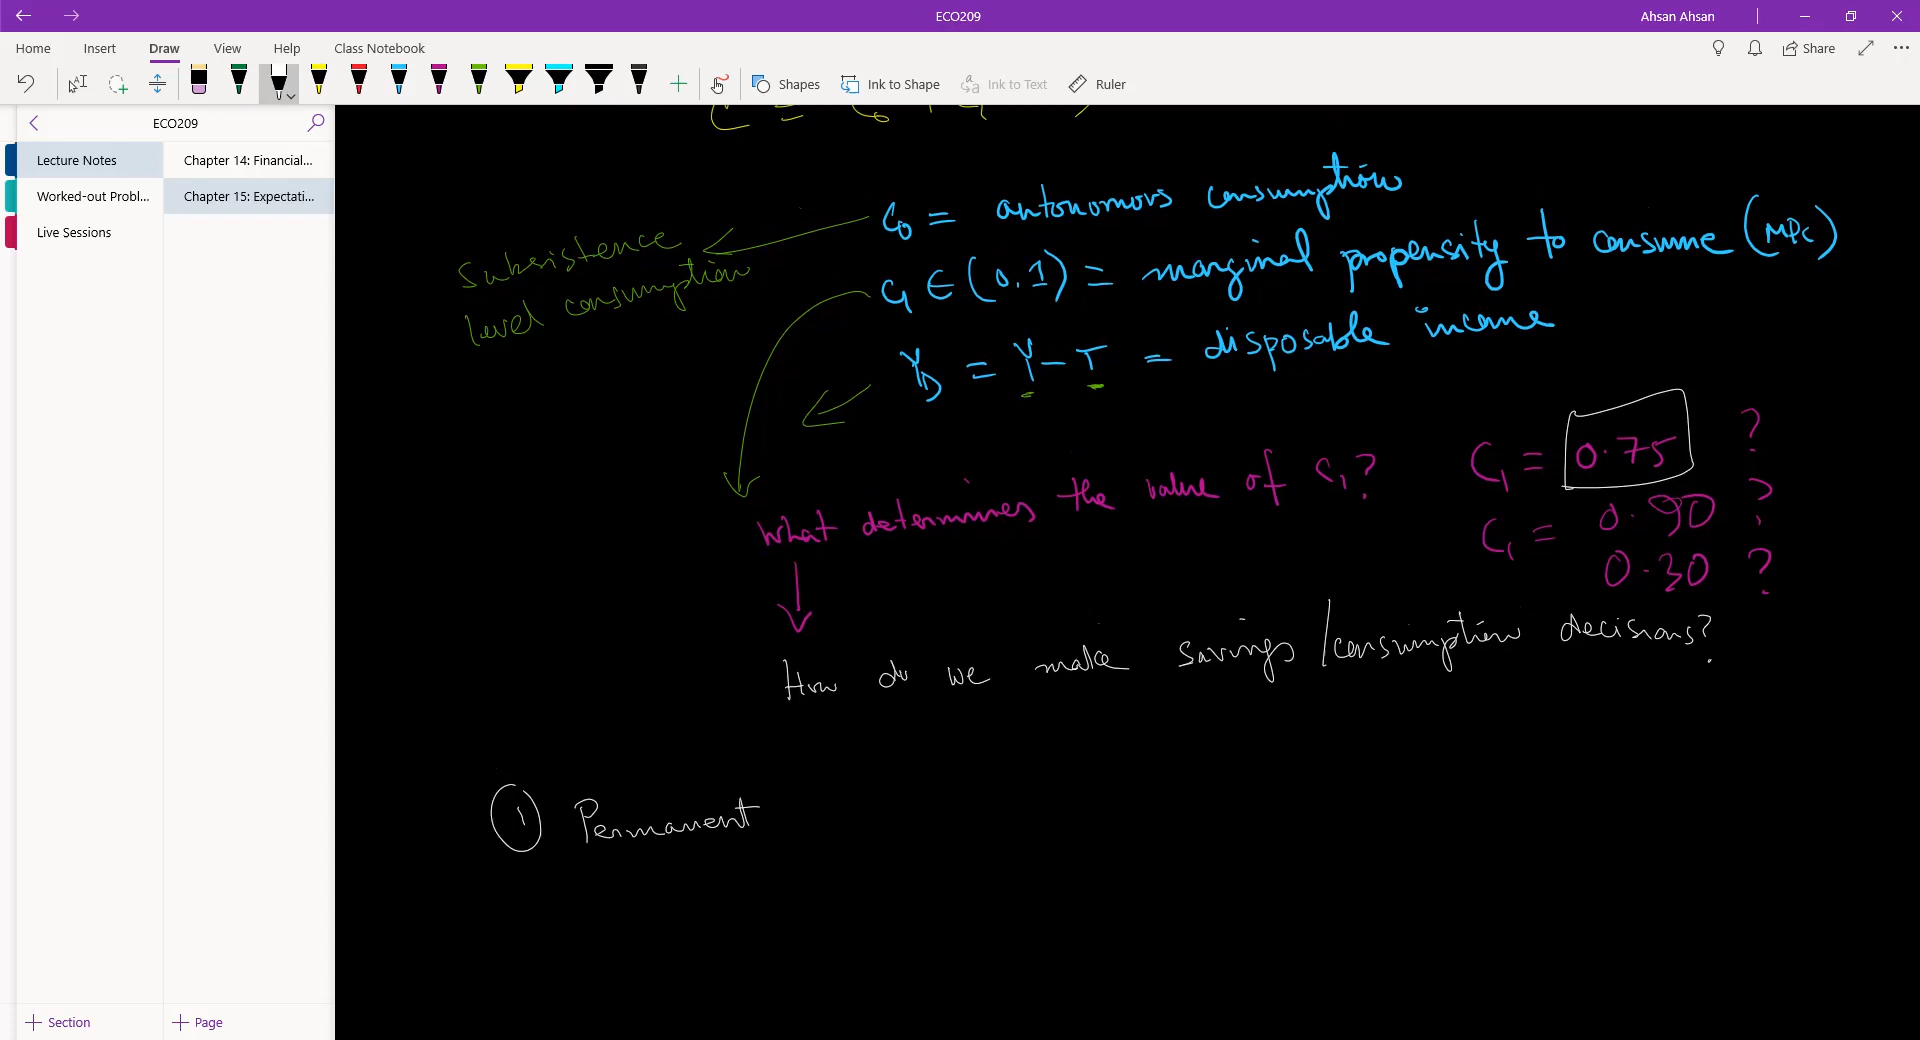 ECO209
Ahsan Ahsan
Home Insert Draw View Help Class Notebook
Share
Shapes Ink to Shape Ink to Text Ruler
ECO209
Lecture Notes
Worked-out Probl...
Live Sessions
Chapter 14: Financial...
Chapter 15: Expectati...
c₀ = autonomous consumption
Subsistence
level consumption
c₁ ∈ (0,1) = marginal propensity to consume (MPC)
Y_D = Y - T = disposable income
What determines the value of c₁?
C₁ = 0.75 ?
C₁ = 0.90 ?
0.30 ?
How do we make savings/consumption decisions?
① Permanent
+ Section
+ Page